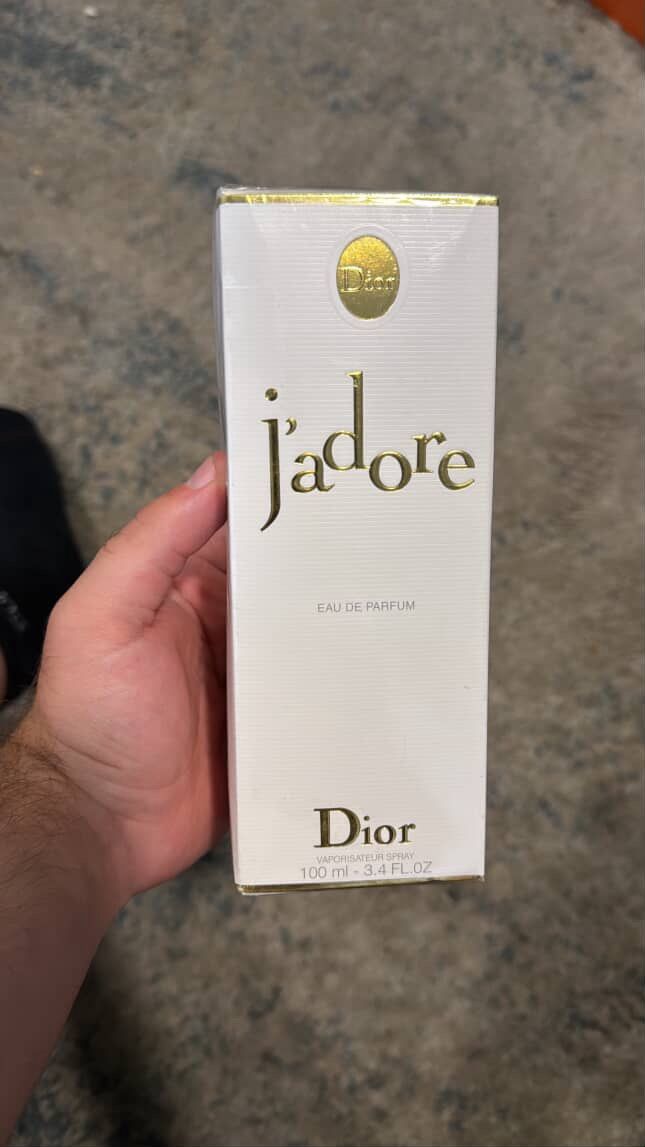 Dior
j'adore
EAU DE PARFUM
Dior
VAPORISATEUR SPRAY
100 ml - 3.4 FL.OZ